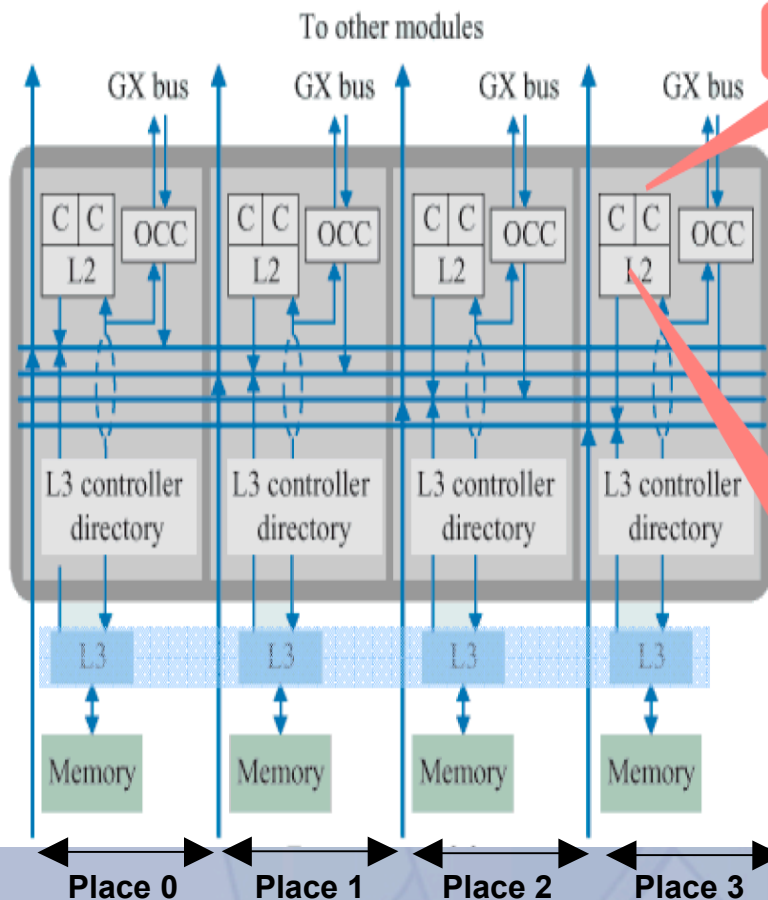 To other modules
GX bus GX bus GX bus GX bus
C C OCC C C OCC C C OCC C C OCC
L2 L2 L2 L2
L3 controller L3 controller L3 controller L3 controller
directory directory directory directory
L3 L3 L3 L3
Memory Memory Memory Memory
Place 0 Place 1 Place 2 Place 3